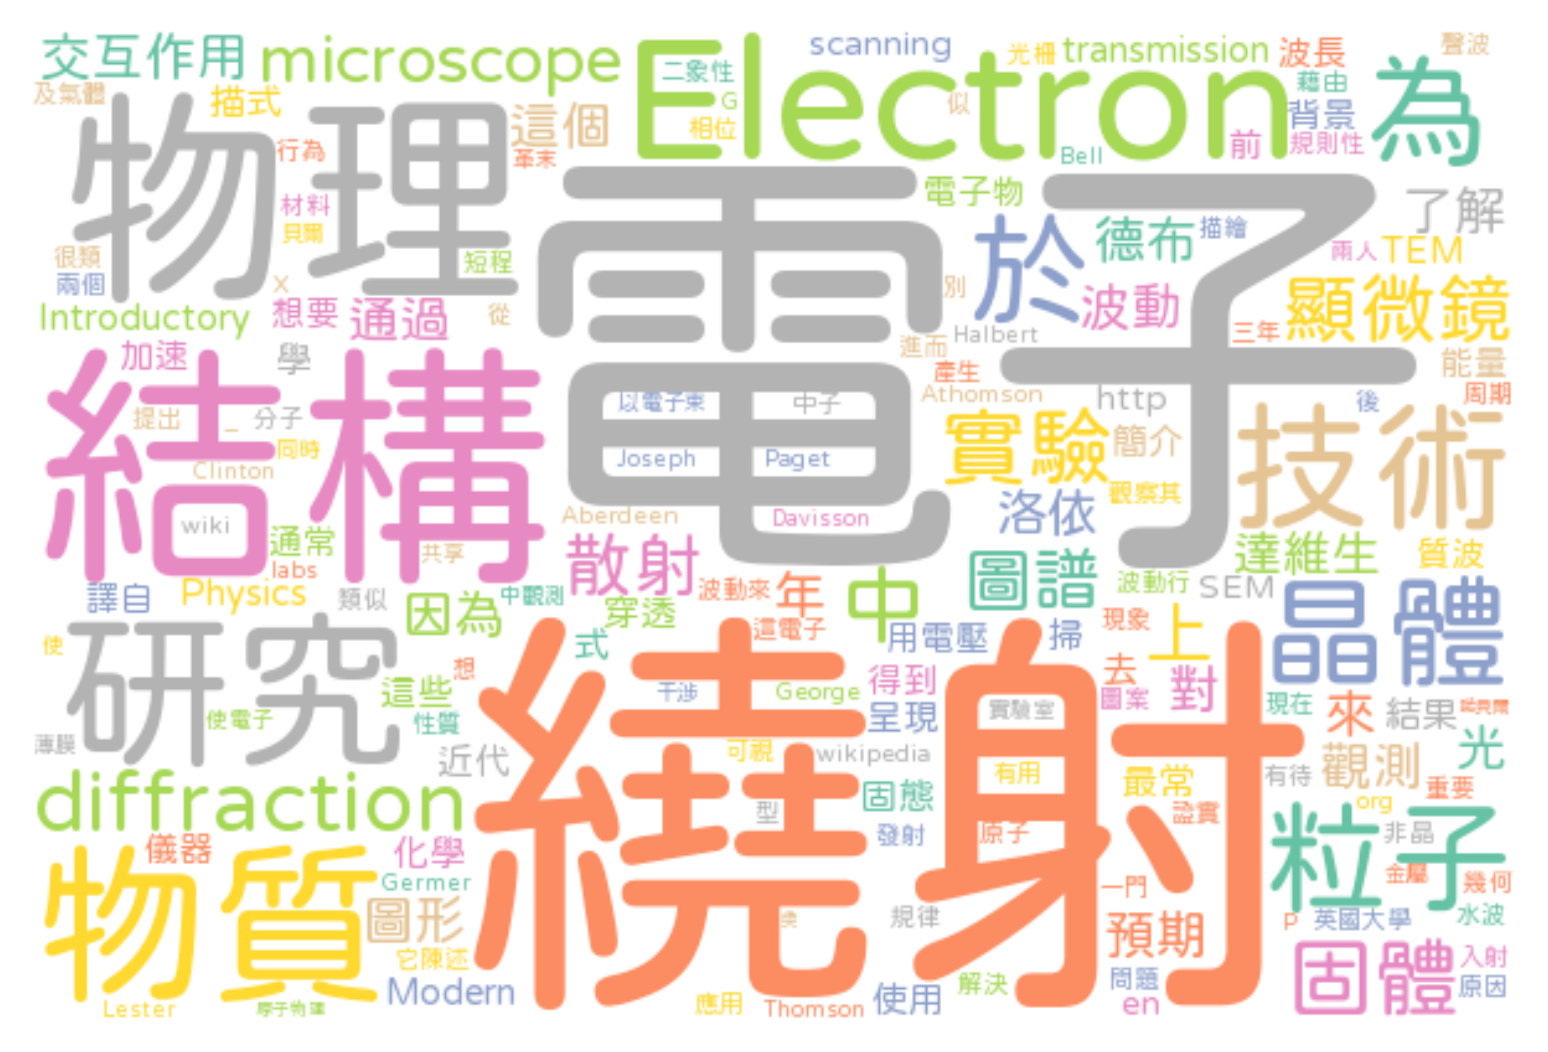 交互作用 microscope Electron scanning 光柵 transmission 波長 聲波
及氣體 描式 二象性 G 似 藉由 背景 為
物理 這個 相位 前 規則性
行為 Bell
材料 電子 電子物 了解
貝爾 於 德布 描繪
很類 短程 兩人 TEM
兩個 x 別 波動 顯微鏡
Introductory 想要 通過 從 Halbert 三年
加速 學 進而 產生 能量
結構 Athomson http 周期
提出 _ 分子 以電子束 中子 後
同時 實驗 簡介 技術
Clinton Joseph Paget
觀察其
wiki Aberdeen Davisson 洛依
通常 共享 散射 達維生 質波
labs 圖譜
譯自 Physics 類似 因為 中觀測 穿透 波動來 年 中 波動行 SEM 晶體
研究 式 這電子 用電壓 掃 現象 上
使 想
這些 干涉 George 得到 去 對
使電子 性質 呈現 實驗室 圖案 現在 來 結果
薄膜 近代 繞射 可視 wikipedia 觀測 光
diffraction 型 固態 有用 最常 有待 重要
發射 原子 證實 org
儀器 化學 粒子 非晶
物質 Germer 一門 金屬 幾何
圖形 規律 預期 P 英國大學 水波
它陳述 固體 入射
Modern 解決 問題 原因
Lester 原子物理 應用 Thomson 使用 en